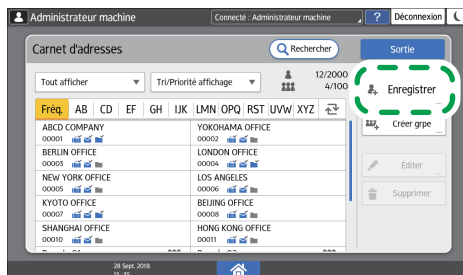 Administrateur machine
Connecté : Administrateur machine
?
Déconnexion
Carnet d'adresses
Rechercher
Sortie
Tout afficher
Tri/Priorité affichage
12/2000
4/100
Enregistrer
Fréq. AB CD EF GH IJK LMN OPQ RST UVW XYZ
Créer grpe
ABCD COMPANY
00001
YOKOHAMA OFFICE
00002
BERLIN OFFICE
00003
LONDON OFFICE
00004
Éditer
NEW YORK OFFICE
00005
LOS ANGELES
00006
Supprimer
KYOTO OFFICE
00007
BEIJING OFFICE
00008
SHANGHAI OFFICE
00010
HONG KONG OFFICE
00011
28 Sept. 2018